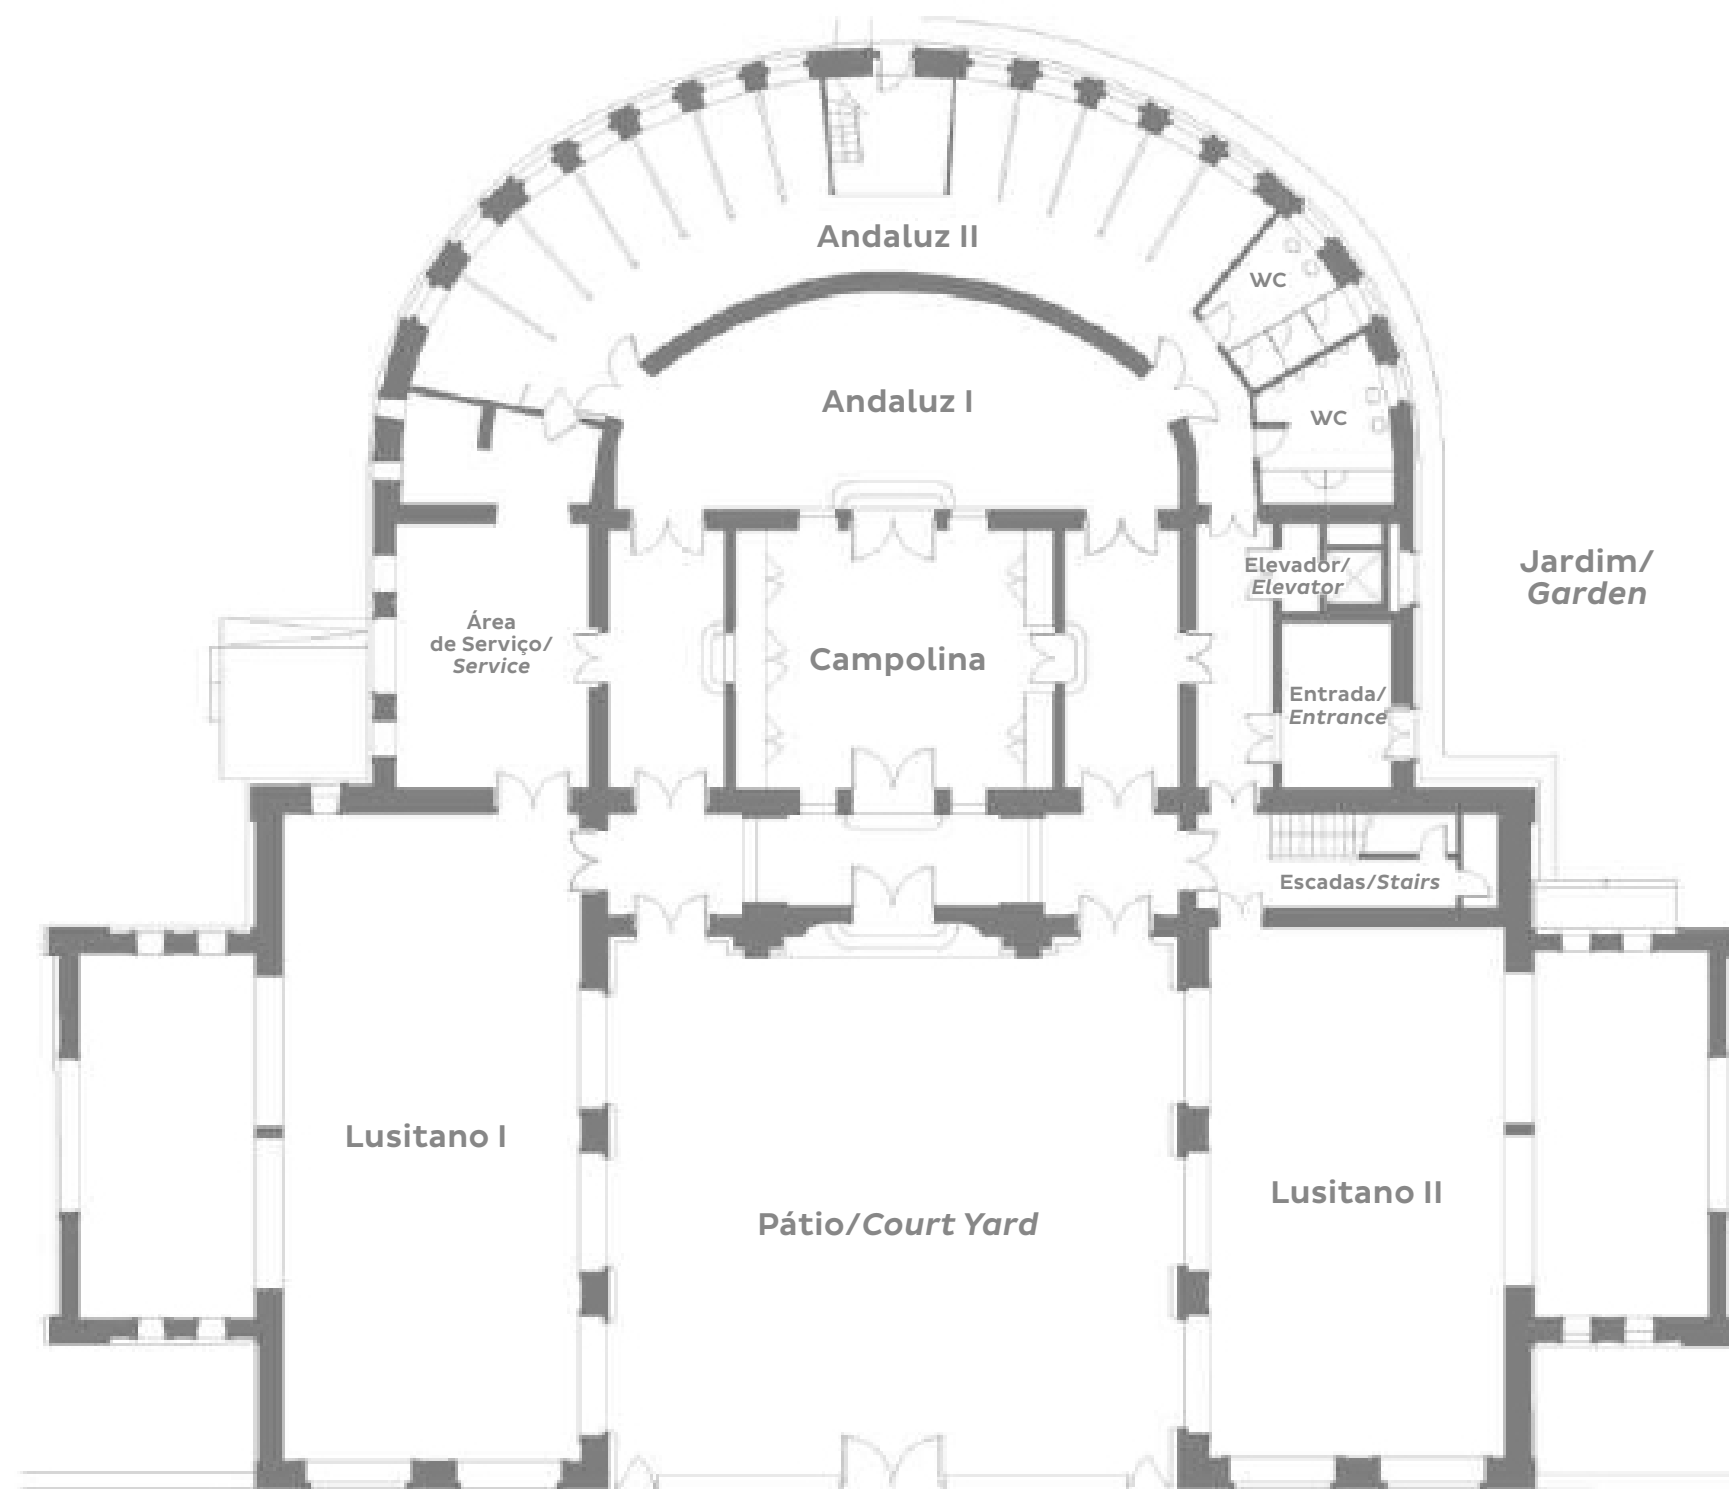 Andaluz II
WC
Andaluz I
WC
Jardim/
Garden
Elevador/
Elevator
Área
de Serviço/
Service
Campolina
Entrada/
Entrance
Escadas/Stairs
Lusitano I
Lusitano II
Pátio/Court Yard